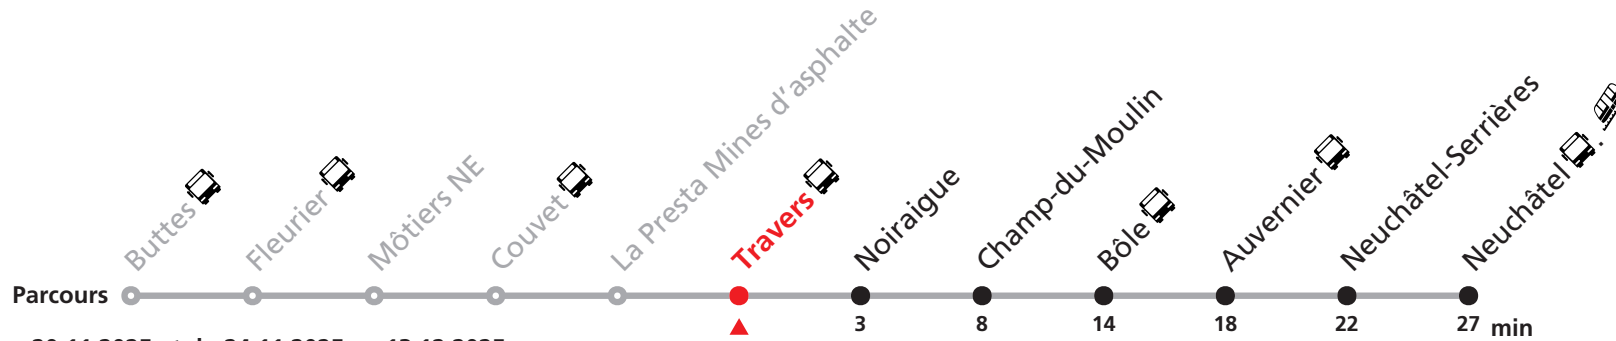 Buttes
Fleurier
Môtiers NE
Couvet
La Presta Mines d'asphalte
Travers
Noiraigue
Champ-du-Moulin
Bôle
Auvernier
Neuchâtel-Serrières
Neuchâtel
Parcours
3 8 14 18 22 27 min